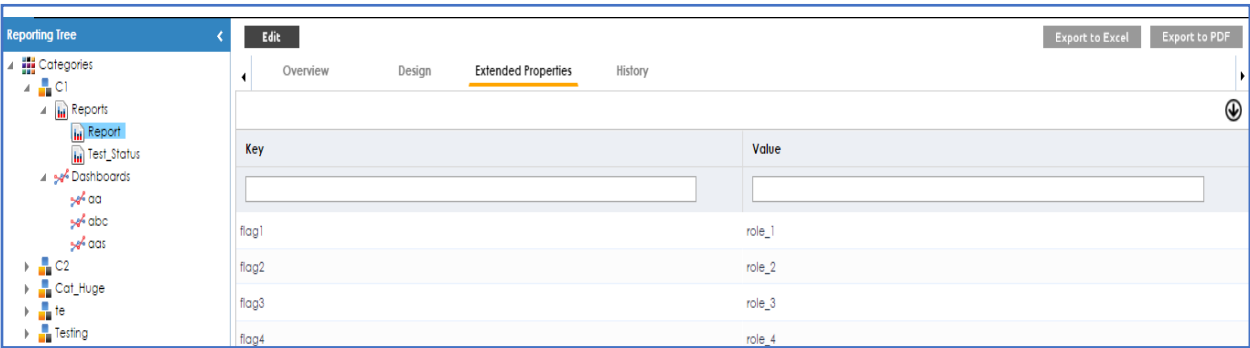 Reporting Tree
Categories
C1
Reports
Report
Test_Status
Dashboards
aa
abc
aas
C2
Cat_Huge
te
Testing
Edit
Export to Excel
Export to PDF
Overview
Design
Extended Properties
History
Key Value
flag1 role_1
flag2 role_2
flag3 role_3
flag4 role_4